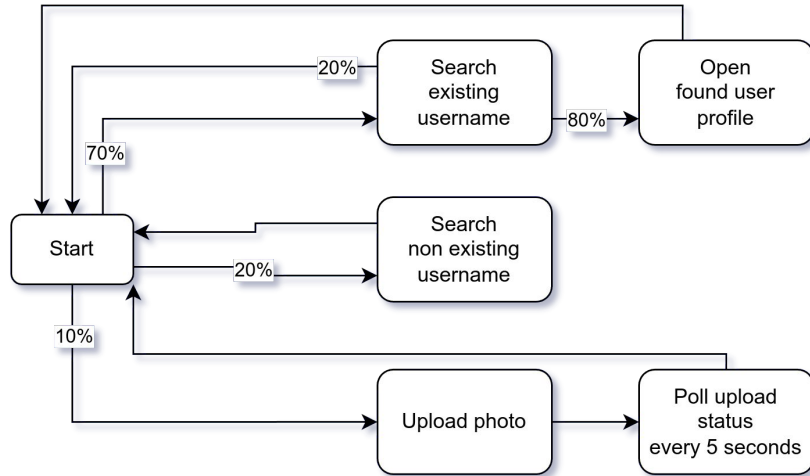 20%
Search
existing
username
80%
Open
found user
profile
70%
Start
Search
non existing
username
20%
10%
Upload photo
Poll upload
status
every 5 seconds